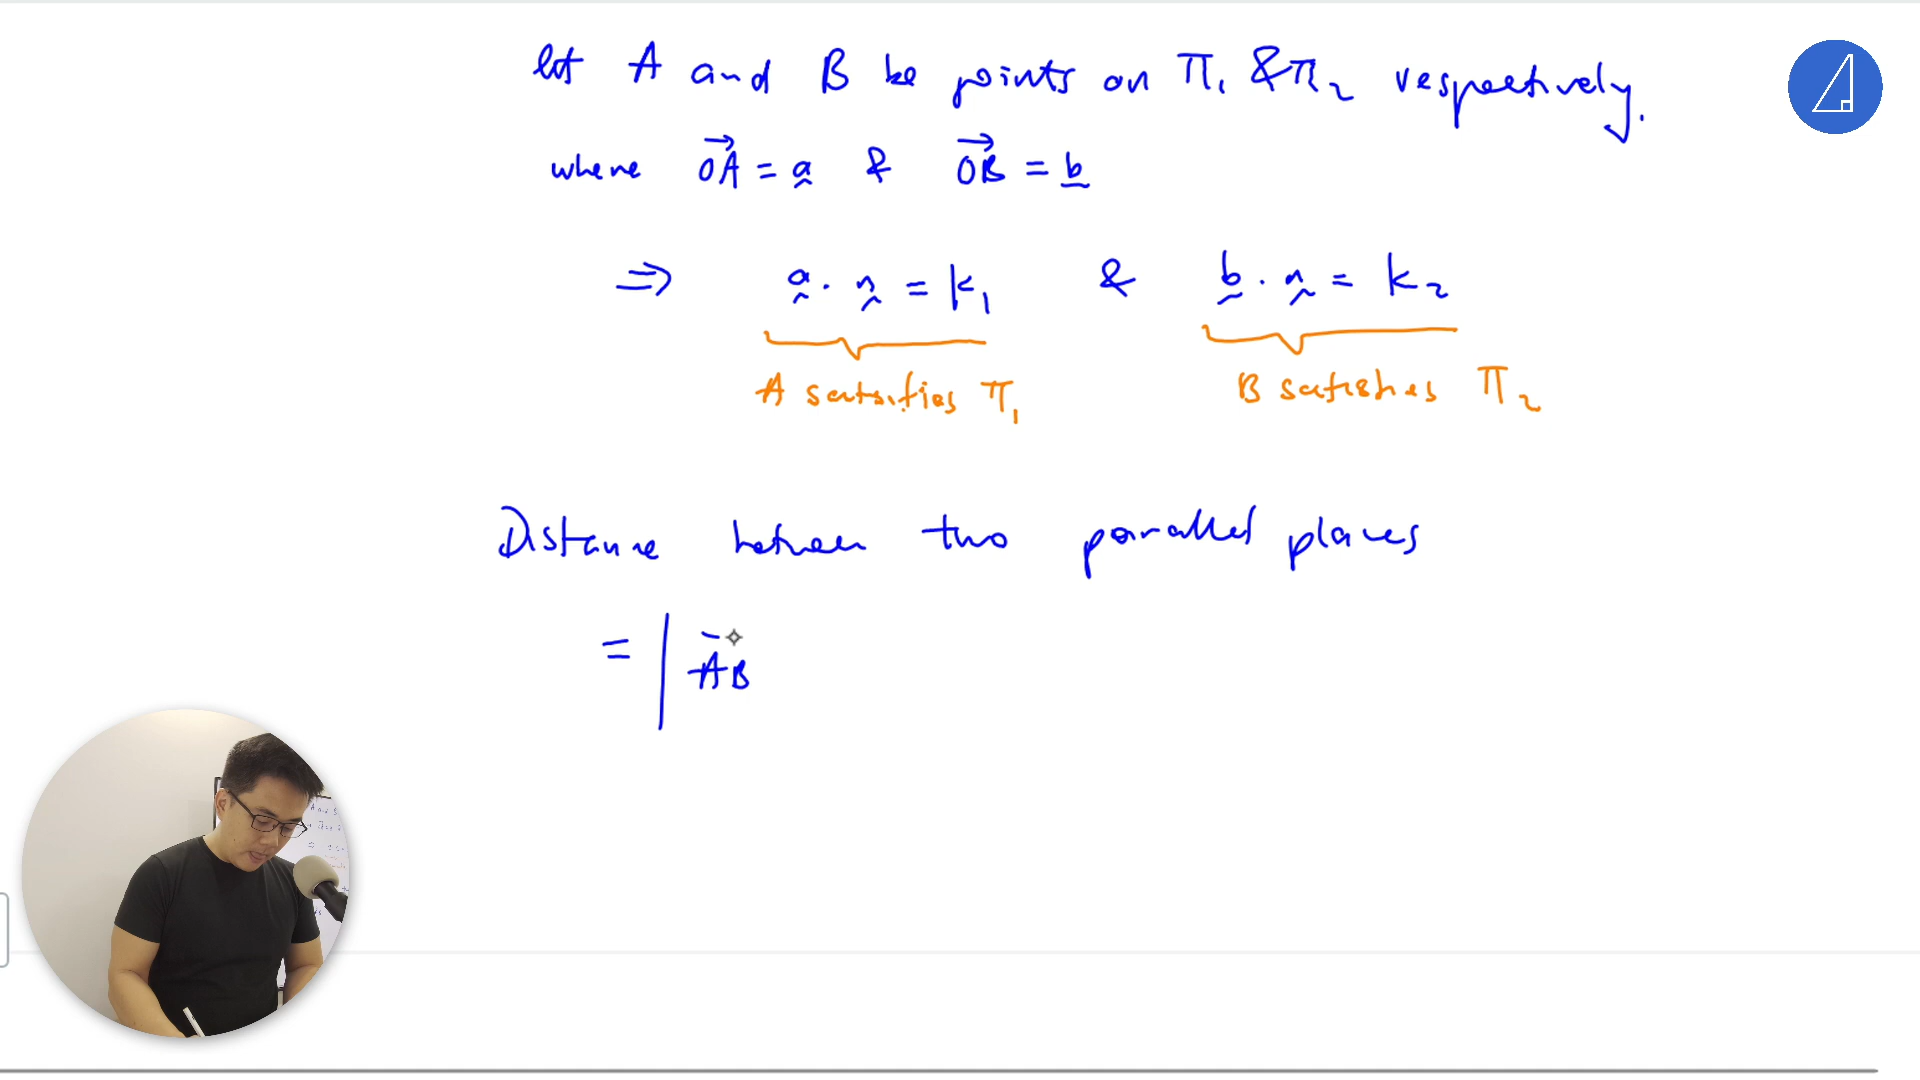 let A and B be points on π₁ & π₂ respectively.
where →OA = a & →OB = b
⇒ a · n = k₁ & b · n = k₂
A satisfies π₁ B satisfies π₂
Distance between two parallel planes
= | AB